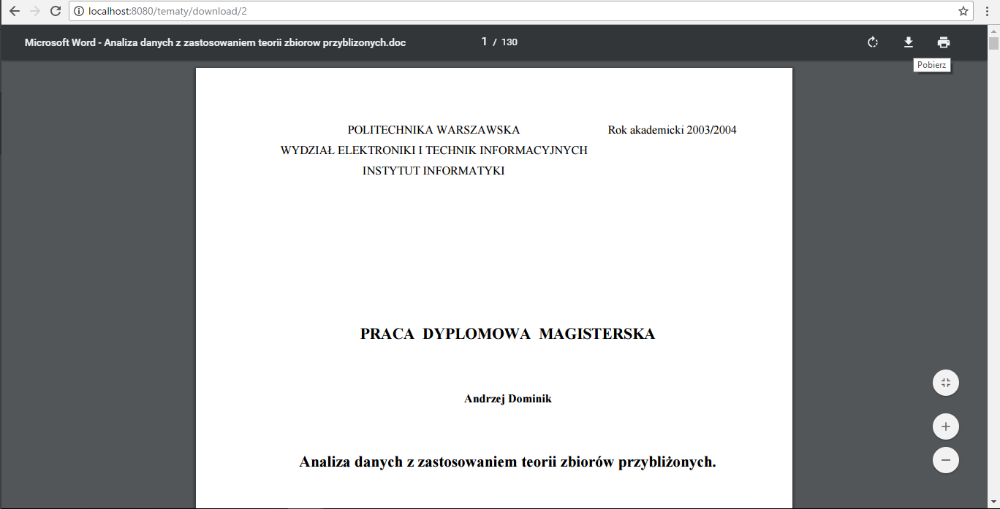 localhost:8080/tematy/download/2
Microsoft Word - Analiza danych z zastosowaniem teorii zbiorow przyblizonych.doc
1 / 130
Pobierz
POLITECHNIKA WARSZAWSKA
Rok akademicki 2003/2004
WYDZIAŁ ELEKTRONIKI I TECHNIK INFORMACYJNYCH
INSTYTUT INFORMATYKI
PRACA DYPLOMOWA MAGISTERSKA
Andrzej Dominik
Analiza danych z zastosowaniem teorii zbiorów przybliżonych.